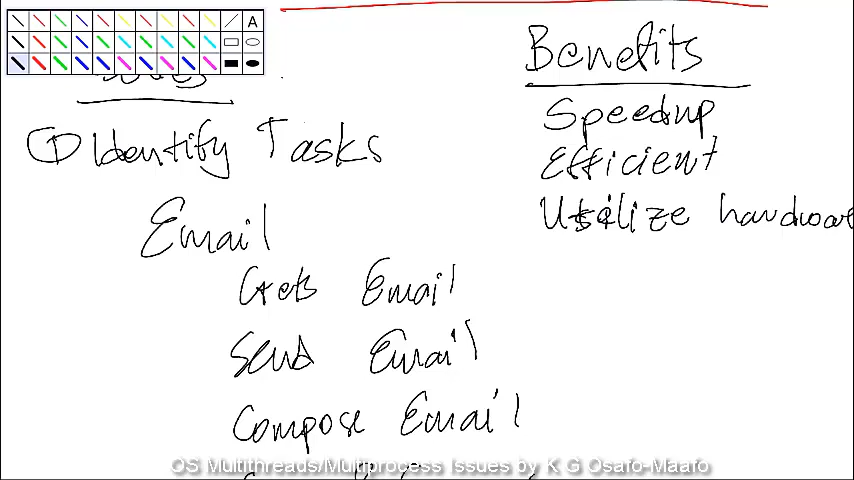 A
Benefits
① Identify Tasks
Speedup
Efficient
Utilize
Email
Gets Email
Send Email
Compose Email
OS Multithreads/Multiprocess Issues by K G Osafo-Maafo